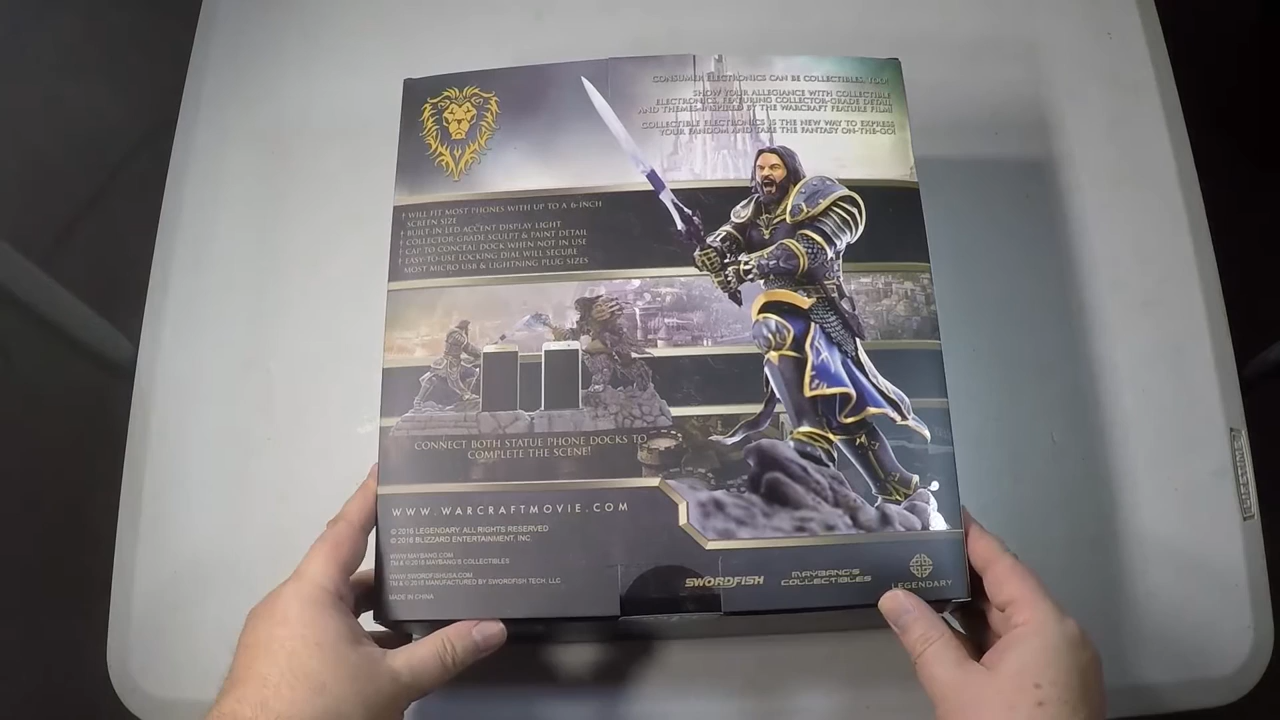 CONSUMER ELECTRONICS CAN BE COLLECTIBLES, TOO!
SHOW YOUR ALLEGIANCE WITH COLLECTIBLE
ELECTRONICS, FEATURING COLLECTOR-GRADE DETAIL
AND THEMES INSPIRED BY THE WARCRAFT FEATURE FILM!
COLLECTIBLE ELECTRONICS IS THE NEW WAY TO EXPRESS
YOUR FANDOM AND TAKE THE FANTASY ON-THE-GO!
† WILL FIT MOST PHONES WITH UP TO A 6-INCH
SCREEN SIZE
† BUILT-IN LED ACCENT DISPLAY LIGHT
† COLLECTOR-GRADE SCULPT & PAINT DETAIL
† CAP TO CONCEAL DOCK WHEN NOT IN USE
† EASY-TO-USE LOCKING DIAL WILL SECURE
MOST MICRO USB & LIGHTNING PLUG SIZES
CONNECT BOTH STATUE PHONE DOCKS TO
COMPLETE THE SCENE!
WWW.WARCRAFTMOVIE.COM
© 2016 LEGENDARY. ALL RIGHTS RESERVED
© 2016 BLIZZARD ENTERTAINMENT, INC
WWW.MAYBANG.COM
TM & © 2016 MAYBANG'S COLLECTIBLES
WWW.SWORDFISHUSA.COM
TM & © 2016 MANUFACTURED BY SWORDFISH TECH, LLC.
MADE IN CHINA
SWORDFISH
MAYBANG'S
COLLECTIBLES
LEGENDARY